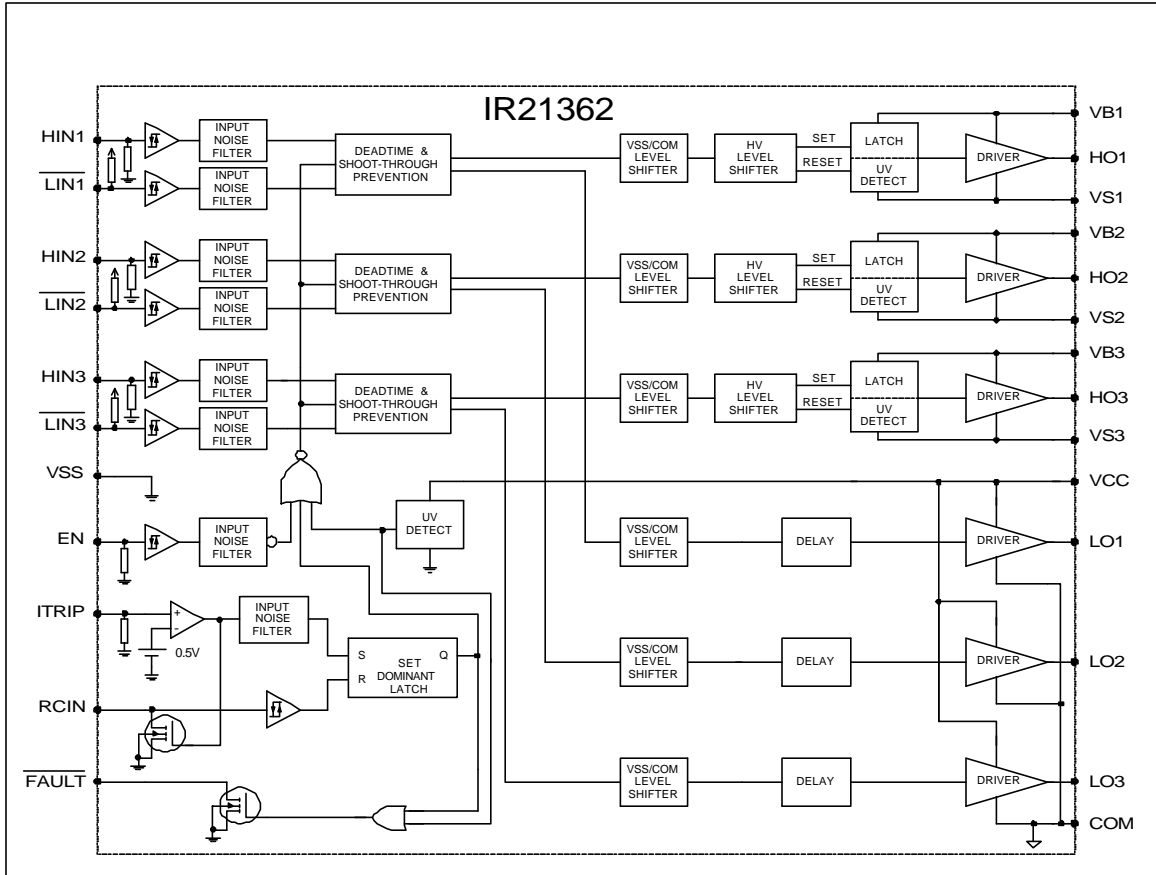 IR21362
HIN1
INPUT
NOISE
FILTER
LIN1
INPUT
NOISE
FILTER
DEADTIME &
SHOOT-THROUGH
PREVENTION
VSS/COM
LEVEL
SHIFTER
HV
LEVEL
SHIFTER
SET
RESET
LATCH
UV
DETECT
DRIVER
VB1
HO1
VS1
HIN2
INPUT
NOISE
FILTER
LIN2
INPUT
NOISE
FILTER
DEADTIME &
SHOOT-THROUGH
PREVENTION
VSS/COM
LEVEL
SHIFTER
HV
LEVEL
SHIFTER
SET
RESET
LATCH
UV
DETECT
DRIVER
VB2
HO2
VS2
HIN3
INPUT
NOISE
FILTER
LIN3
INPUT
NOISE
FILTER
DEADTIME &
SHOOT-THROUGH
PREVENTION
VSS/COM
LEVEL
SHIFTER
HV
LEVEL
SHIFTER
SET
RESET
LATCH
UV
DETECT
DRIVER
VB3
HO3
VS3
VSS
VCC
EN
INPUT
NOISE
FILTER
UV
DETECT
VSS/COM
LEVEL
SHIFTER
DELAY
DRIVER
LO1
ITRIP
+
-
0.5V
INPUT
NOISE
FILTER
S
R
Q
SET
DOMINANT
LATCH
VSS/COM
LEVEL
SHIFTER
DELAY
DRIVER
LO2
RCIN
FAULT
VSS/COM
LEVEL
SHIFTER
DELAY
DRIVER
LO3
COM